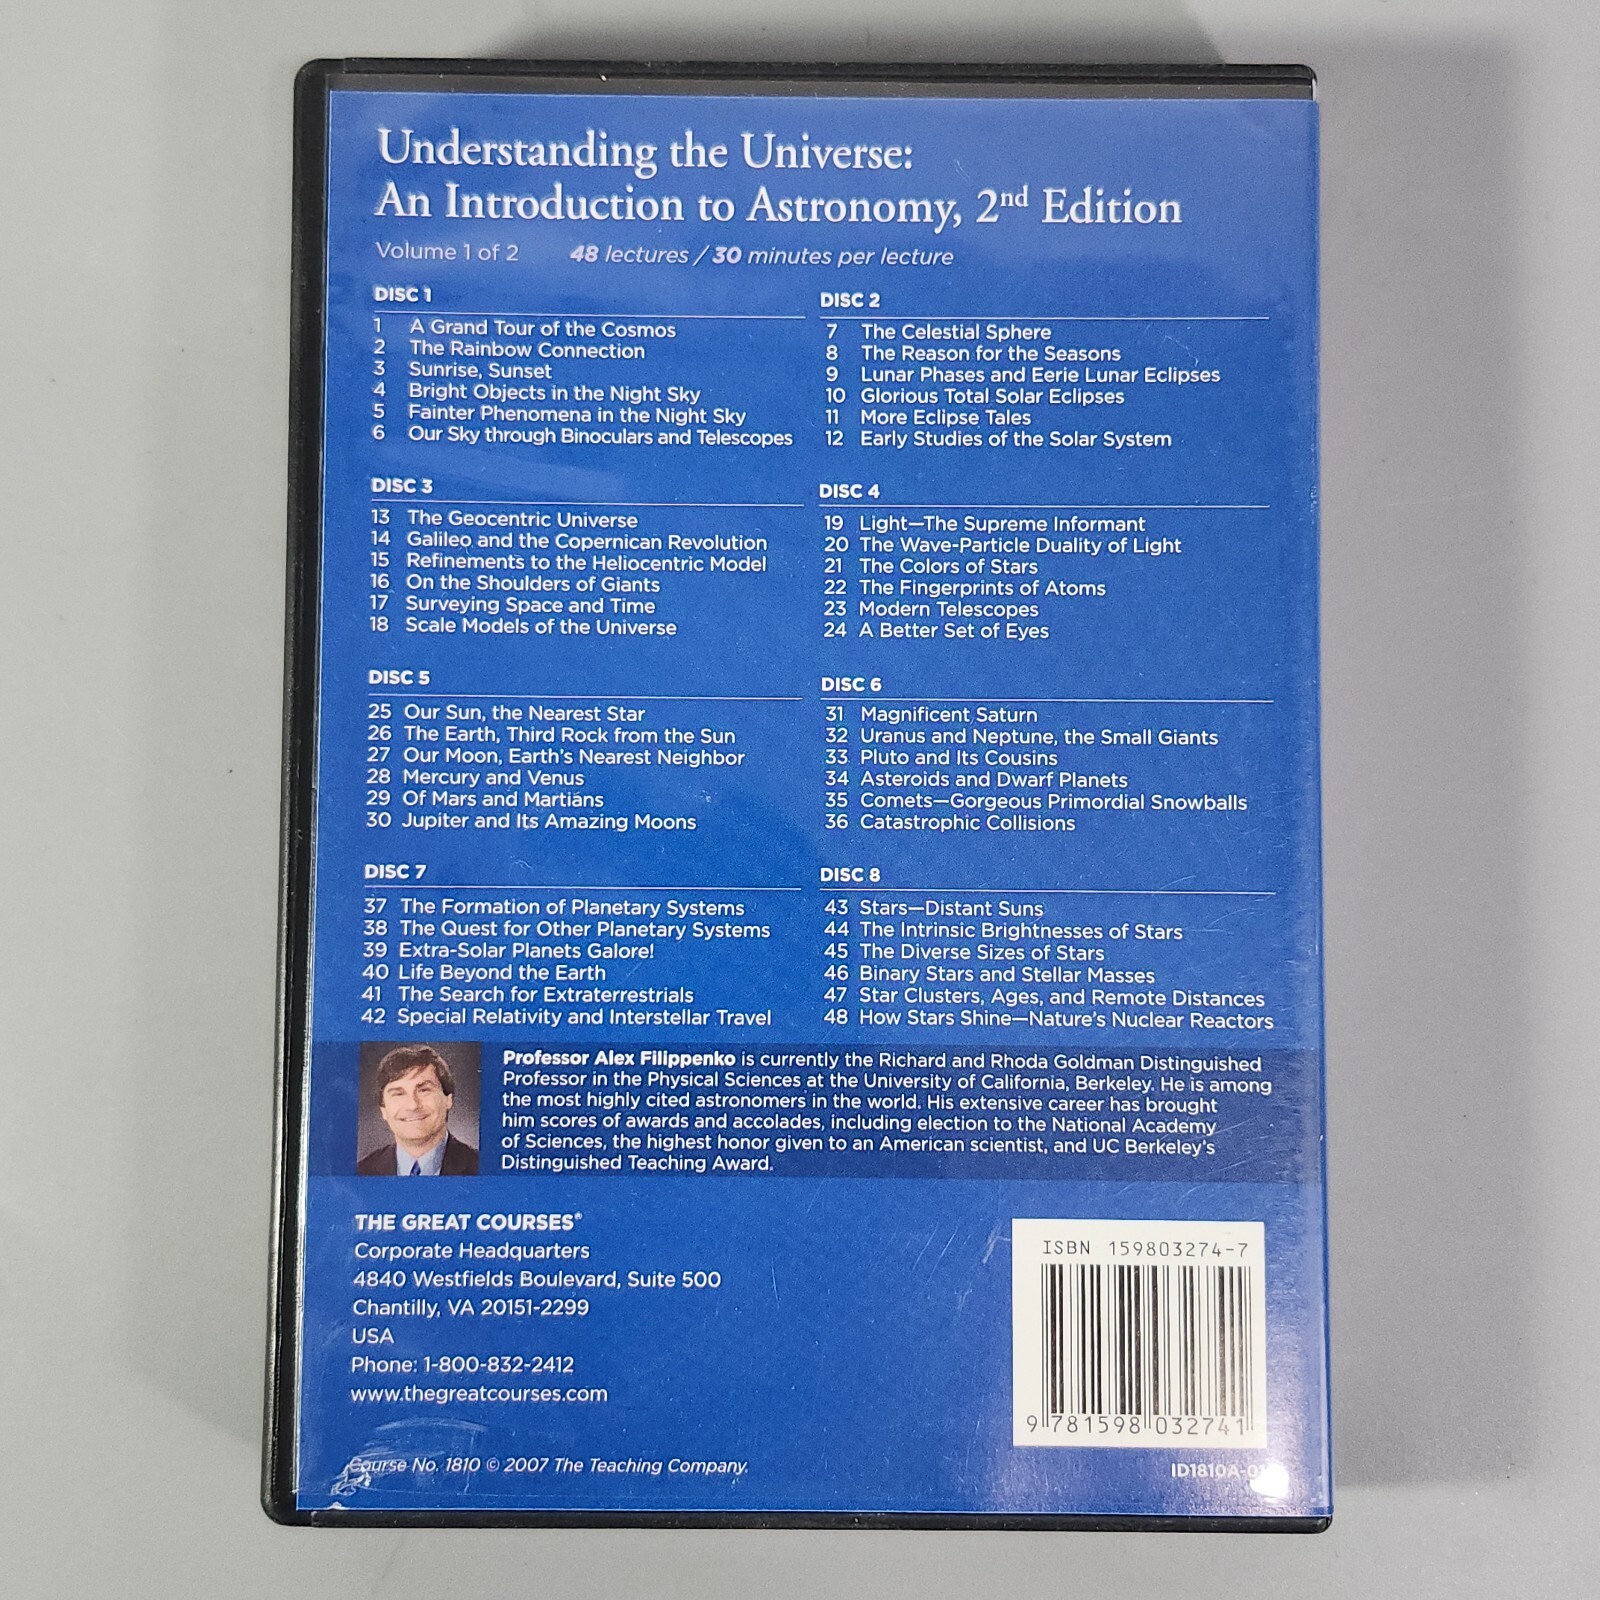 Understanding the Universe:
An Introduction to Astronomy, 2nd Edition
Volume 1 of 2 48 lectures / 30 minutes per lecture
DISC 1
1 A Grand Tour of the Cosmos
2 The Rainbow Connection
3 Sunrise, Sunset
4 Bright Objects in the Night Sky
5 Fainter Phenomena in the Night Sky
6 Our Sky through Binoculars and Telescopes
DISC 2
7 The Celestial Sphere
8 The Reason for the Seasons
9 Lunar Phases and Eerie Lunar Eclipses
10 Glorious Total Solar Eclipses
11 More Eclipse Tales
12 Early Studies of the Solar System
DISC 3
13 The Geocentric Universe
14 Galileo and the Copernican Revolution
15 Refinements to the Heliocentric Model
16 On the Shoulders of Giants
17 Surveying Space and Time
18 Scale Models of the Universe
DISC 4
19 Light—The Supreme Informant
20 The Wave-Particle Duality of Light
21 The Colors of Stars
22 The Fingerprints of Atoms
23 Modern Telescopes
24 A Better Set of Eyes
DISC 5
25 Our Sun, the Nearest Star
26 The Earth, Third Rock from the Sun
27 Our Moon, Earth's Nearest Neighbor
28 Mercury and Venus
29 Of Mars and Martians
30 Jupiter and Its Amazing Moons
DISC 6
31 Magnificent Saturn
32 Uranus and Neptune, the Small Giants
33 Pluto and Its Cousins
34 Asteroids and Dwarf Planets
35 Comets—Gorgeous Primordial Snowballs
36 Catastrophic Collisions
DISC 7
37 The Formation of Planetary Systems
38 The Quest for Other Planetary Systems
39 Extra-Solar Planets Galore!
40 Life Beyond the Earth
41 The Search for Extraterrestrials
42 Special Relativity and Interstellar Travel
DISC 8
43 Stars—Distant Suns
44 The Intrinsic Brightnesses of Stars
45 The Diverse Sizes of Stars
46 Binary Stars and Stellar Masses
47 Star Clusters, Ages, and Remote Distances
48 How Stars Shine—Nature's Nuclear Reactors
Professor Alex Filippenko is currently the Richard and Rhoda Goldman Distinguished
Professor in the Physical Sciences at the University of California, Berkeley. He is among
the most highly cited astronomers in the world. His extensive career has brought
him scores of awards and accolades, including election to the National Academy
of Sciences, the highest honor given to an American scientist, and UC Berkeley's
Distinguished Teaching Award.
THE GREAT COURSES®
Corporate Headquarters
4840 Westfields Boulevard, Suite 500
Chantilly, VA 20151-2299
USA
Phone: 1-800-832-2412
www.thegreatcourses.com
Course No. 1810 © 2007 The Teaching Company.
ISBN 159803274-7
9 781598 032741